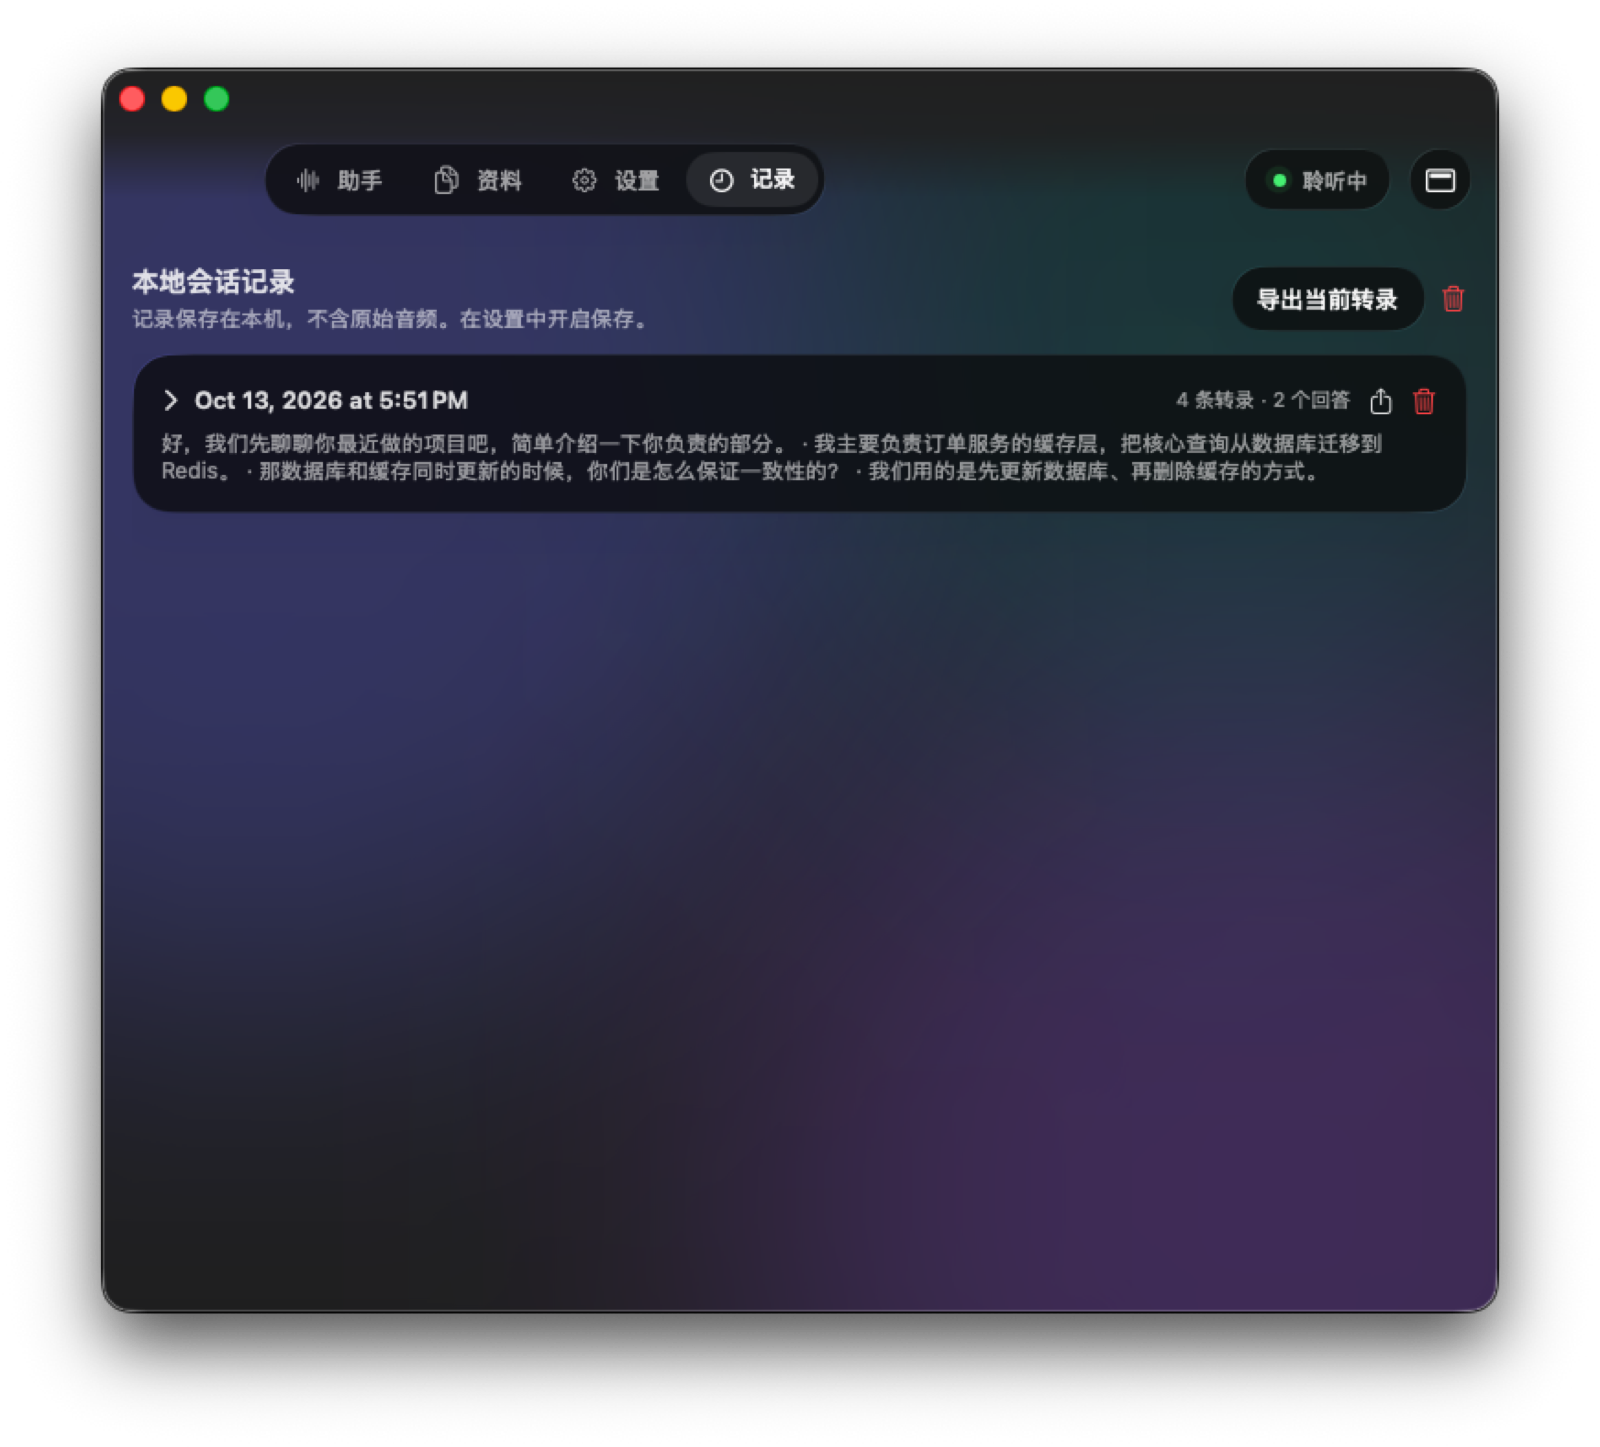 助手 资料 设置 记录 聆听中
本地会话记录
记录保存在本机，不含原始音频。在设置中开启保存。
导出当前转录
Oct 13, 2026 at 5:51 PM 4 条转录 · 2 个回答
好，我们先聊聊你最近做的项目吧，简单介绍一下你负责的部分。 · 我主要负责订单服务的缓存层，把核心查询从数据库迁移到
Redis。 · 那数据库和缓存同时更新的时候，你们是怎么保证一致性的？ · 我们用的是先更新数据库、再删除缓存的方式。